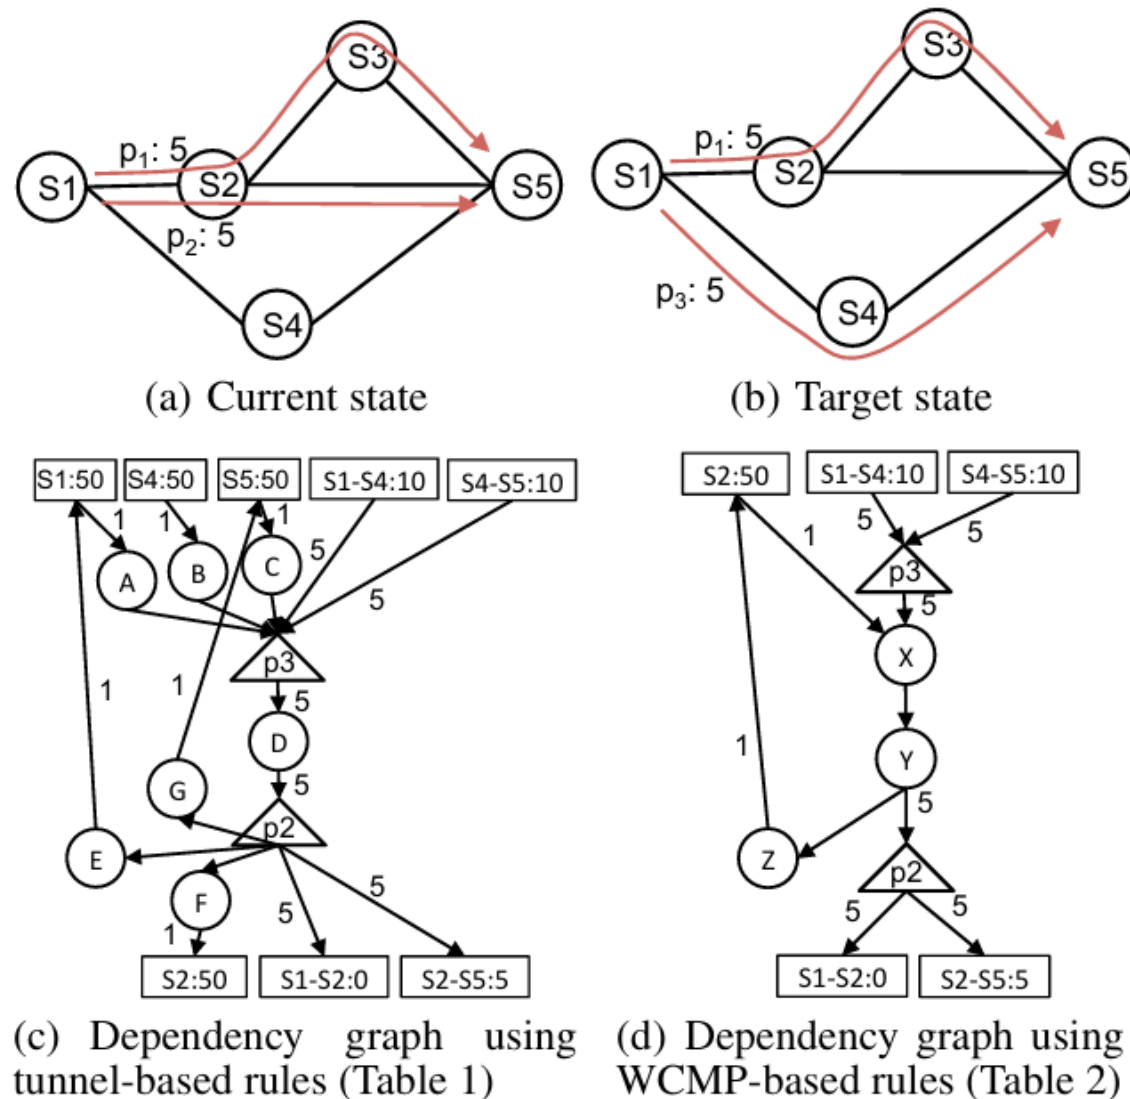 S3
p1: 5
S1
S2
S5
p2: 5
S4
(a) Current state
S3
p1: 5
S1
S2
S5
p3: 5
S4
(b) Target state
S1:50 S4:50 S5:50 S1-S4:10 S4-S5:10
1 1 1
A B C 5
5
p3
1 1 5
D
G 5
p2
E
F 5 5
1
S2:50 S1-S2:0 S2-S5:5
(c) Dependency graph using
tunnel-based rules (Table 1)
S2:50 S1-S4:10 S4-S5:10
1 5 5
p3
5
X
1 Y
5
Z p2
5 5
S1-S2:0 S2-S5:5
(d) Dependency graph using
WCMP-based rules (Table 2)